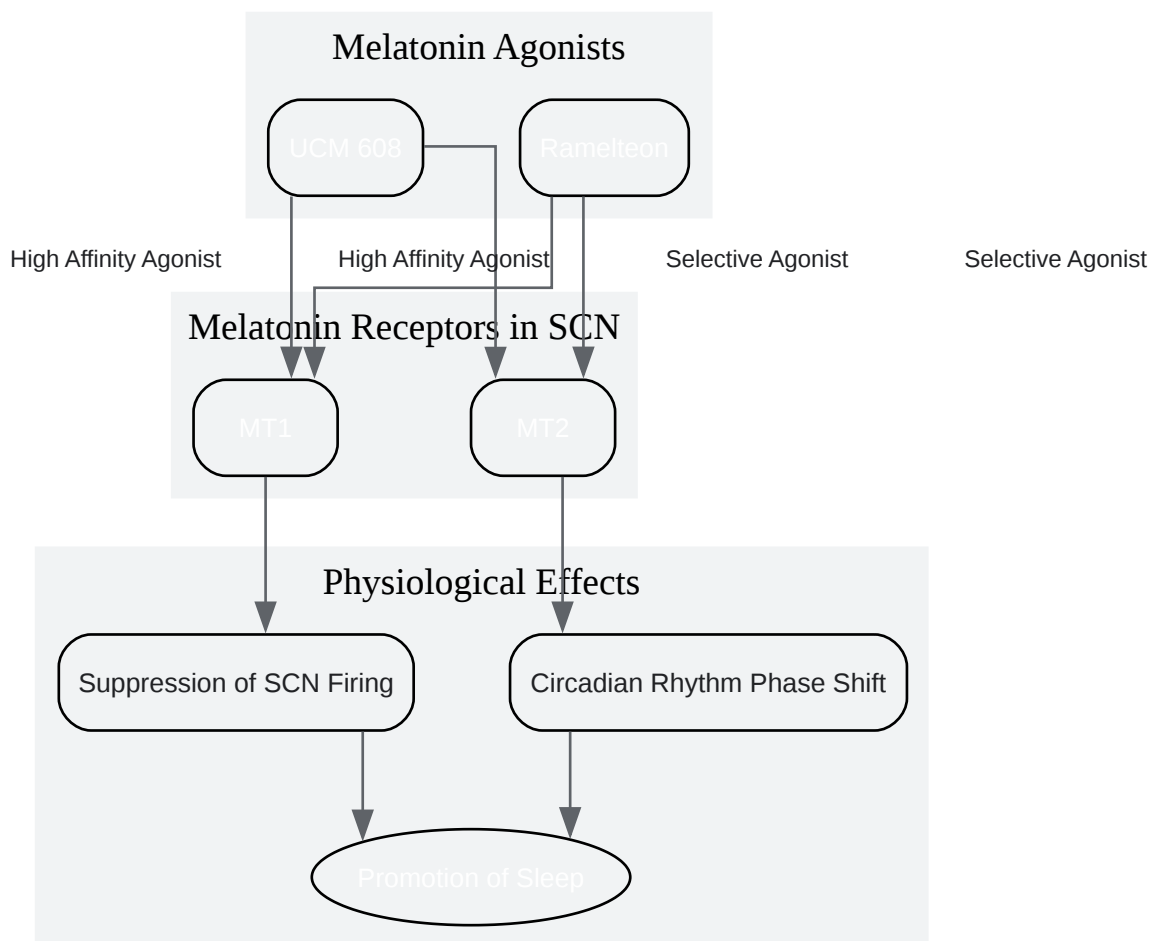 Melatonin Agonists
UCM 608
Ramelteon
High Affinity Agonist
High Affinity Agonist
Selective Agonist
Selective Agonist
Melatonin Receptors in SCN
MT1
MT2
Physiological Effects
Suppression of SCN Firing
Circadian Rhythm Phase Shift
Promotion of Sleep